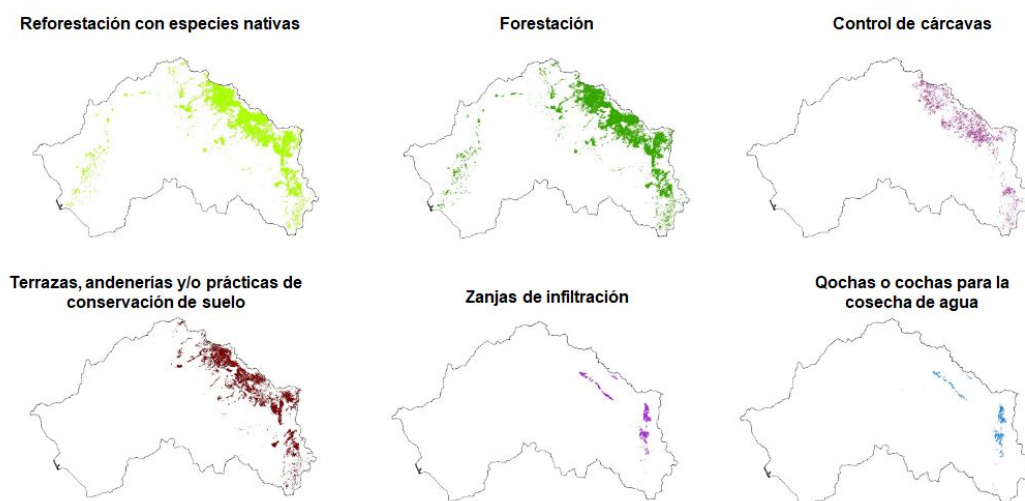 Reforestación con especies nativas
Forestación
Control de cárcavas
Terrazas, andenerías y/o prácticas de
conservación de suelo
Zanjas de infiltración
Qochas o cochas para la
cosecha de agua